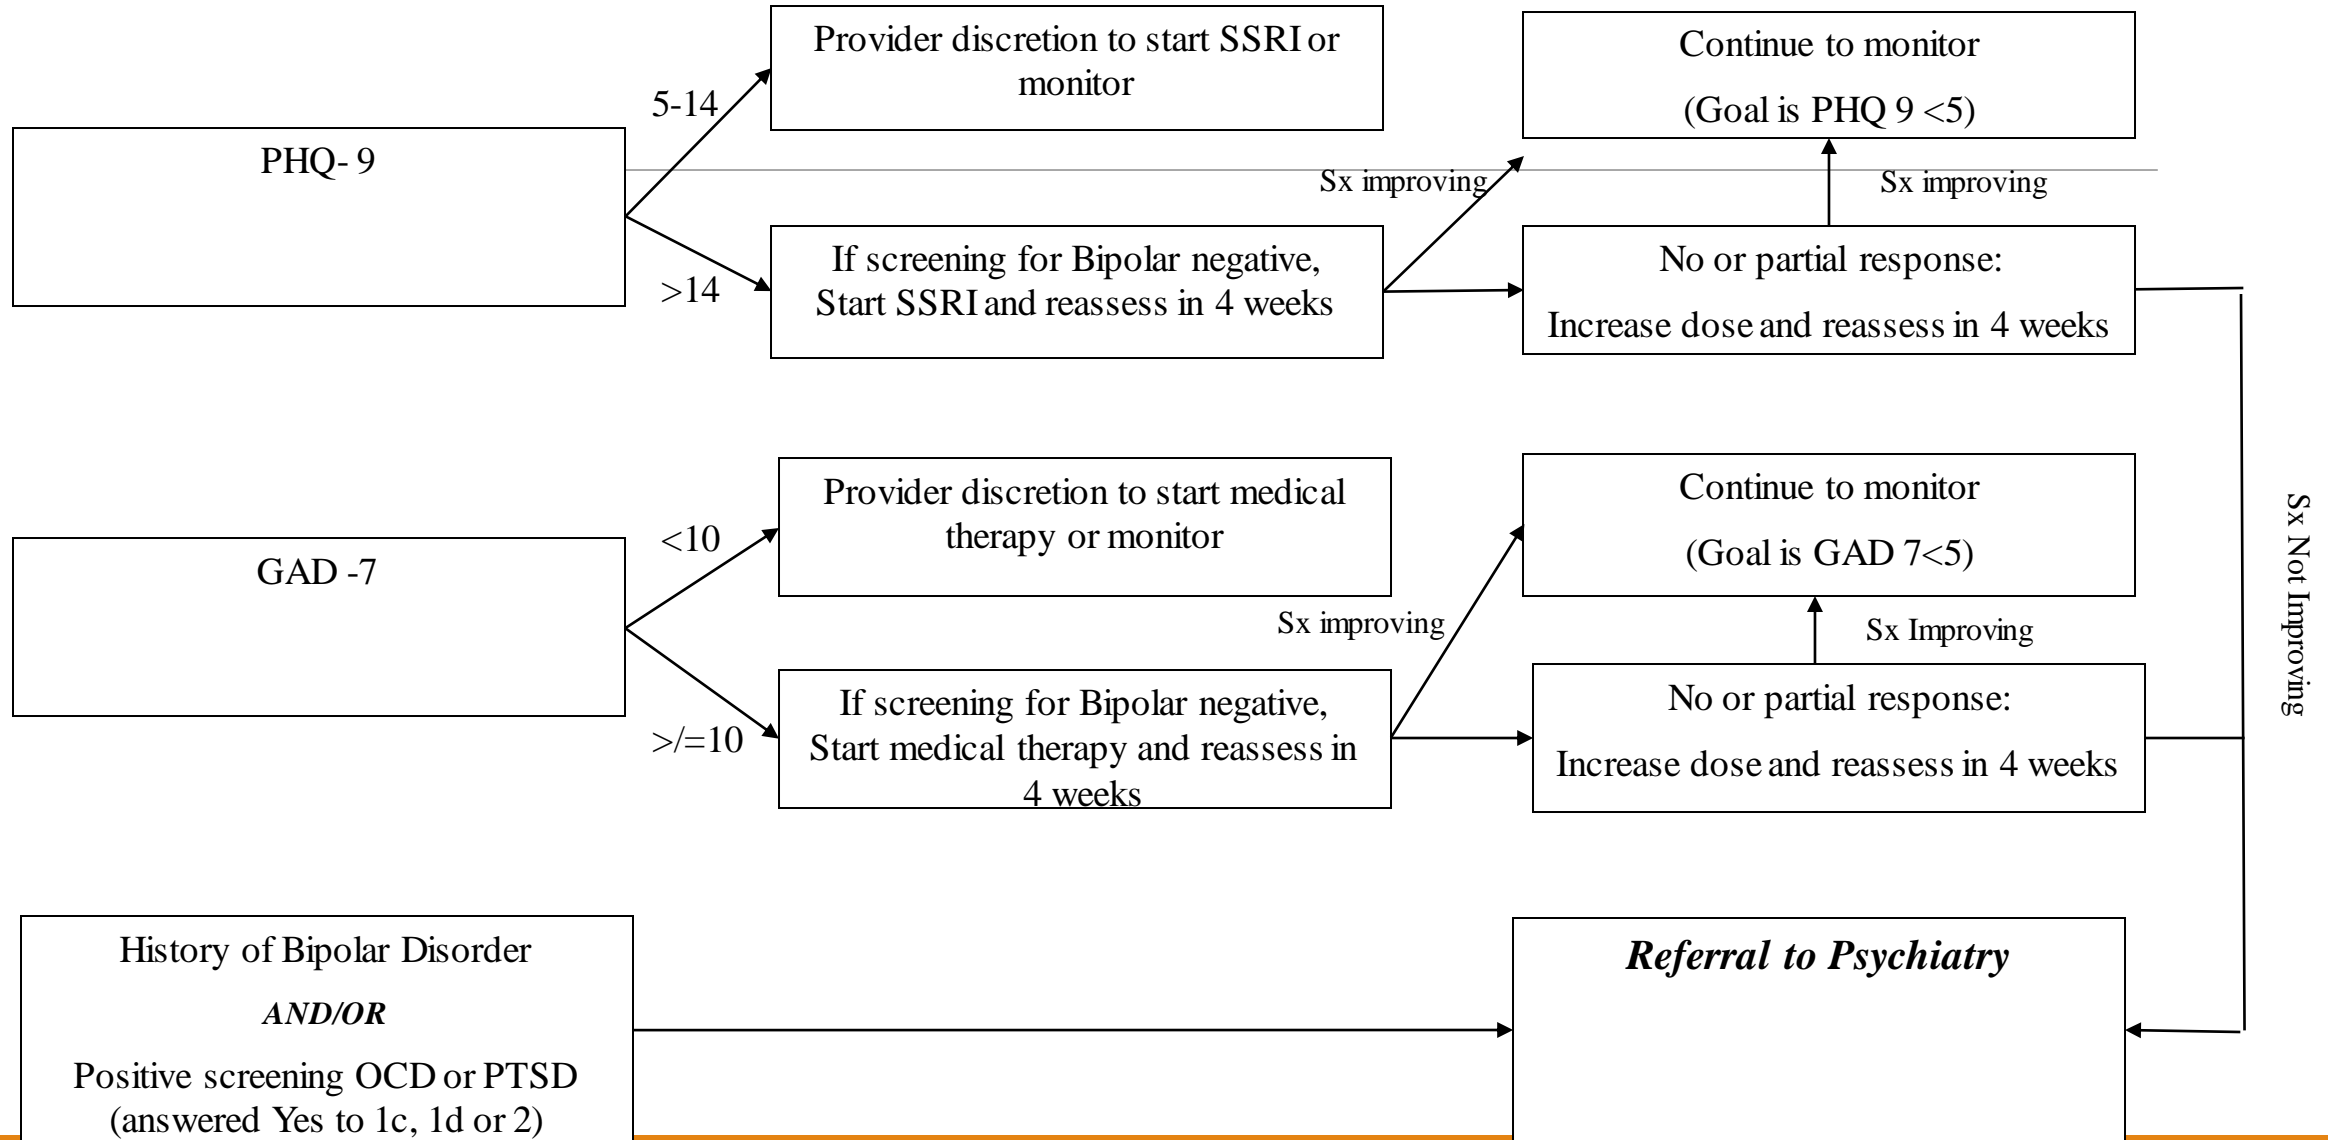 Provider discretion to start SSRI or
monitor
Continue to monitor
(Goal is PHQ 9 <5)
5-14
PHQ- 9
Sx improving
Sx improving
>14
If screening for Bipolar negative,
Start SSRI and reassess in 4 weeks
No or partial response:
Increase dose and reassess in 4 weeks
Provider discretion to start medical
therapy or monitor
Continue to monitor
(Goal is GAD 7<5)
<10
GAD -7
Sx improving
Sx Improving
Sx Not Improving
>/=10
If screening for Bipolar negative,
Start medical therapy and reassess in
4 weeks
No or partial response:
Increase dose and reassess in 4 weeks
History of Bipolar Disorder
AND/OR
Positive screening OCD or PTSD
(answered Yes to 1c, 1d or 2)
Referral to Psychiatry